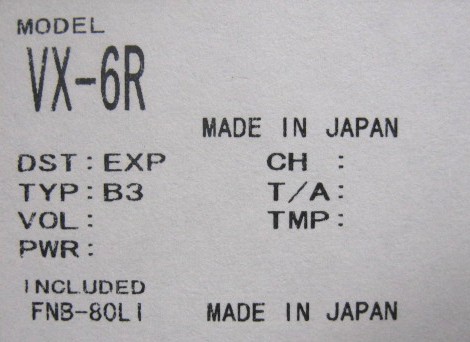 MODEL
VX-6R
MADE IN JAPAN
DST: EXP CH :
TYP: B3 T/A:
VOL: TMP:
PWR:
INCLUDED
FNB-80LI MADE IN JAPAN